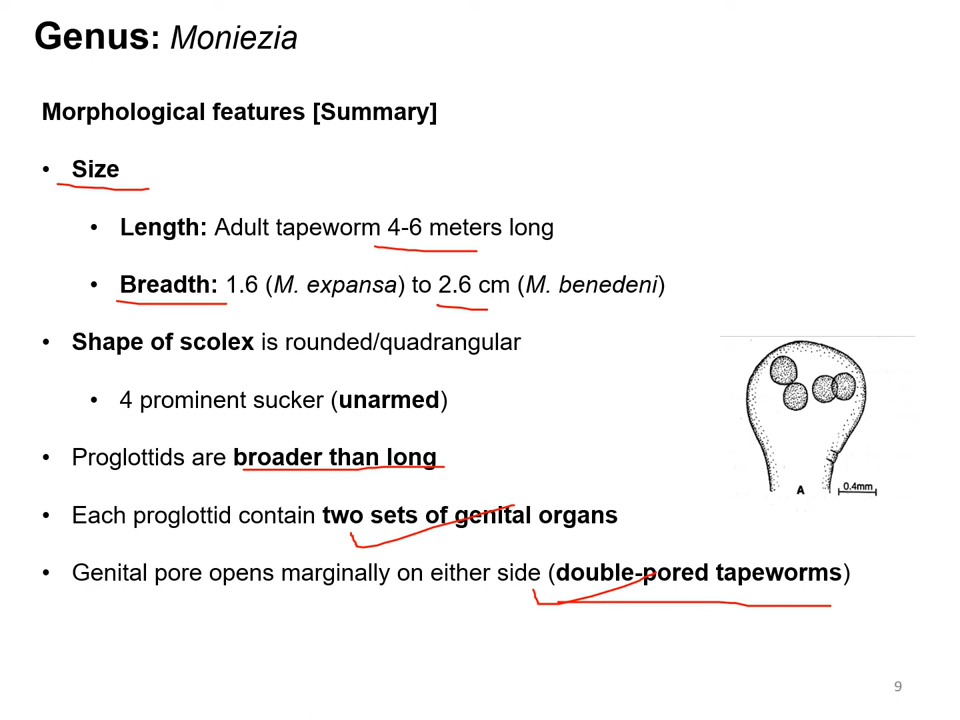 Genus: Moniezia
Morphological features [Summary]
• Size
• Length: Adult tapeworm 4-6 meters long
• Breadth: 1.6 (M. expansa) to 2.6 cm (M. benedeni)
• Shape of scolex is rounded/quadrangular
• 4 prominent sucker (unarmed)
• Proglottids are broader than long
• Each proglottid contain two sets of genital organs
• Genital pore opens marginally on either side (double-pored tapeworms)
A
0.4mm
9